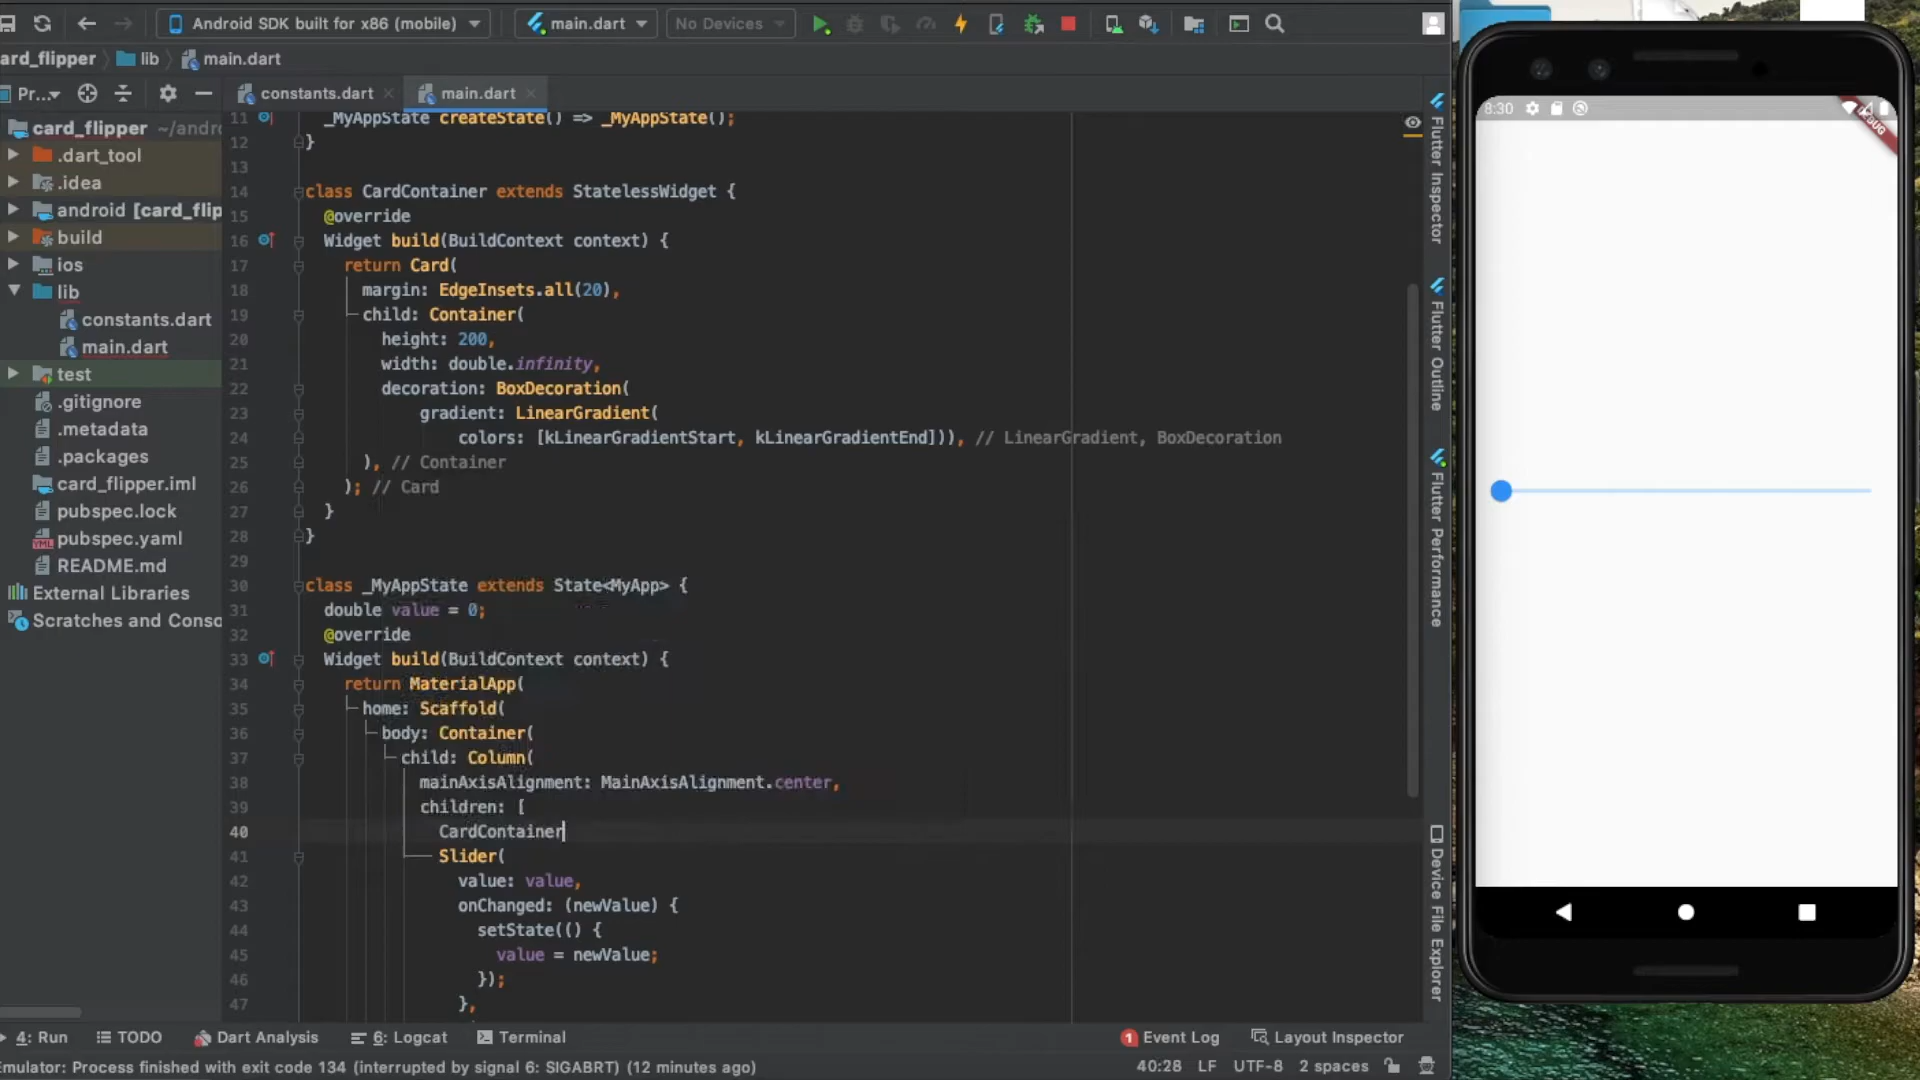 Android SDK built for x86 (mobile)
main.dart
No Devices
ard_flipper
lib
main.dart
Pr...
constants.dart
main.dart
card_flipper ~/andro
.dart_tool
.idea
android [card_flip
build
ios
lib
constants.dart
main.dart
test
.gitignore
.metadata
.packages
card_flipper.iml
pubspec.lock
pubspec.yaml
README.md
External Libraries
Scratches and Conso
11 _MyAppState createState() => _MyAppState();
12 }
13
14 class CardContainer extends StatelessWidget {
15 @override
16 Widget build(BuildContext context) {
17 return Card(
18 margin: EdgeInsets.all(20),
19 child: Container(
20 height: 200,
21 width: double.infinity,
22 decoration: BoxDecoration(
23 gradient: LinearGradient(
24 colors: [kLinearGradientStart, kLinearGradientEnd])), // LinearGradient, BoxDecoration
25 ), // Container
26 ); // Card
27 }
28 }
29
30 class _MyAppState extends State<MyApp> {
31 double value = 0;
32 @override
33 Widget build(BuildContext context) {
34 return MaterialApp(
35 home: Scaffold(
36 body: Container(
37 child: Column(
38 mainAxisAlignment: MainAxisAlignment.center,
39 children: [
40 CardContainer
41 Slider(
42 value: value,
43 onChanged: (newValue) {
44 setState(() {
45 value = newValue;
46 });
47 },
Flutter Inspector
Flutter Outline
Flutter Performance
Device File Explorer
8:30
4: Run
TODO
Dart Analysis
6: Logcat
Terminal
1 Event Log
Layout Inspector
Emulator: Process finished with exit code 134 (interrupted by signal 6: SIGABRT) (12 minutes ago)
40:28 LF UTF-8 2 spaces